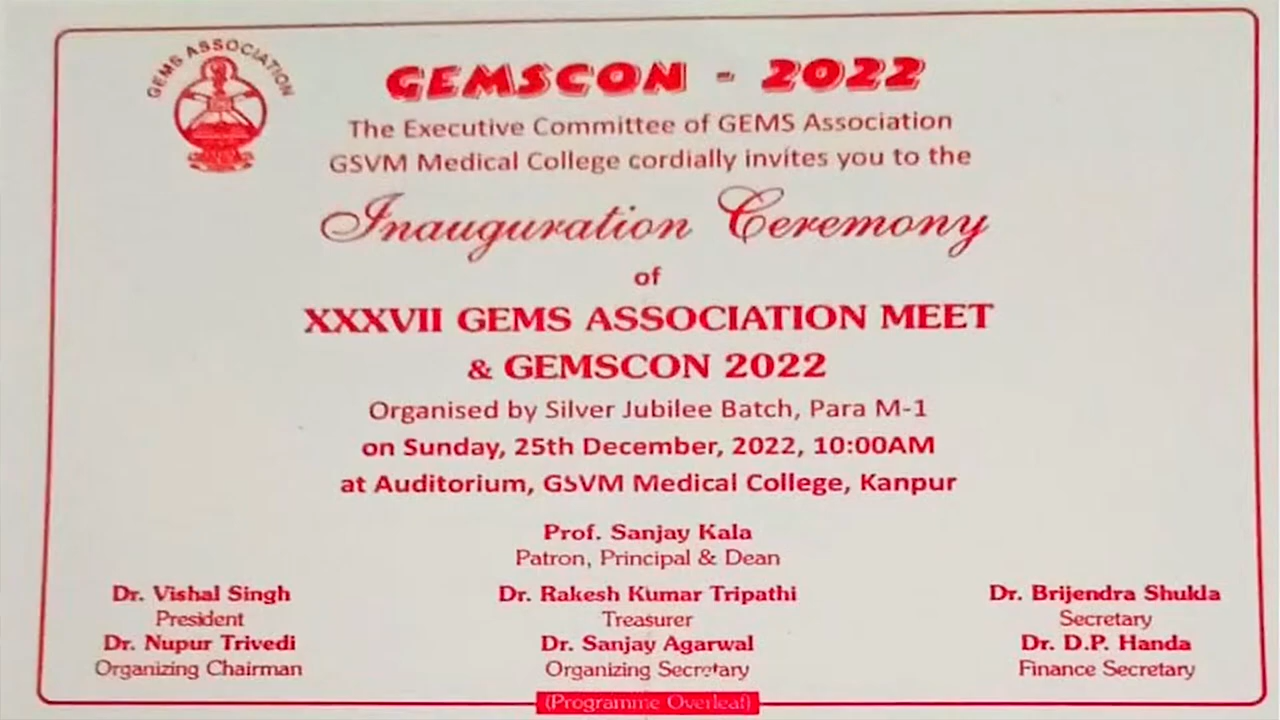 GEMS ASSOCIATION
GEMSCON - 2022
The Executive Committee of GEMS Association
GSVM Medical College cordially invites you to the
Inauguration Ceremony
of
XXXVII GEMS ASSOCIATION MEET
& GEMSCON 2022
Organised by Silver Jubilee Batch, Para M-1
on Sunday, 25th December, 2022, 10:00AM
at Auditorium, GSVM Medical College, Kanpur
Prof. Sanjay Kala
Patron, Principal & Dean
Dr. Vishal Singh Dr. Rakesh Kumar Tripathi Dr. Brijendra Shukla
President Treasurer Secretary
Dr. Nupur Trivedi Dr. Sanjay Agarwal Dr. D.P. Handa
Organizing Chairman Organizing Secretary Finance Secretary
(Programme Overleaf)